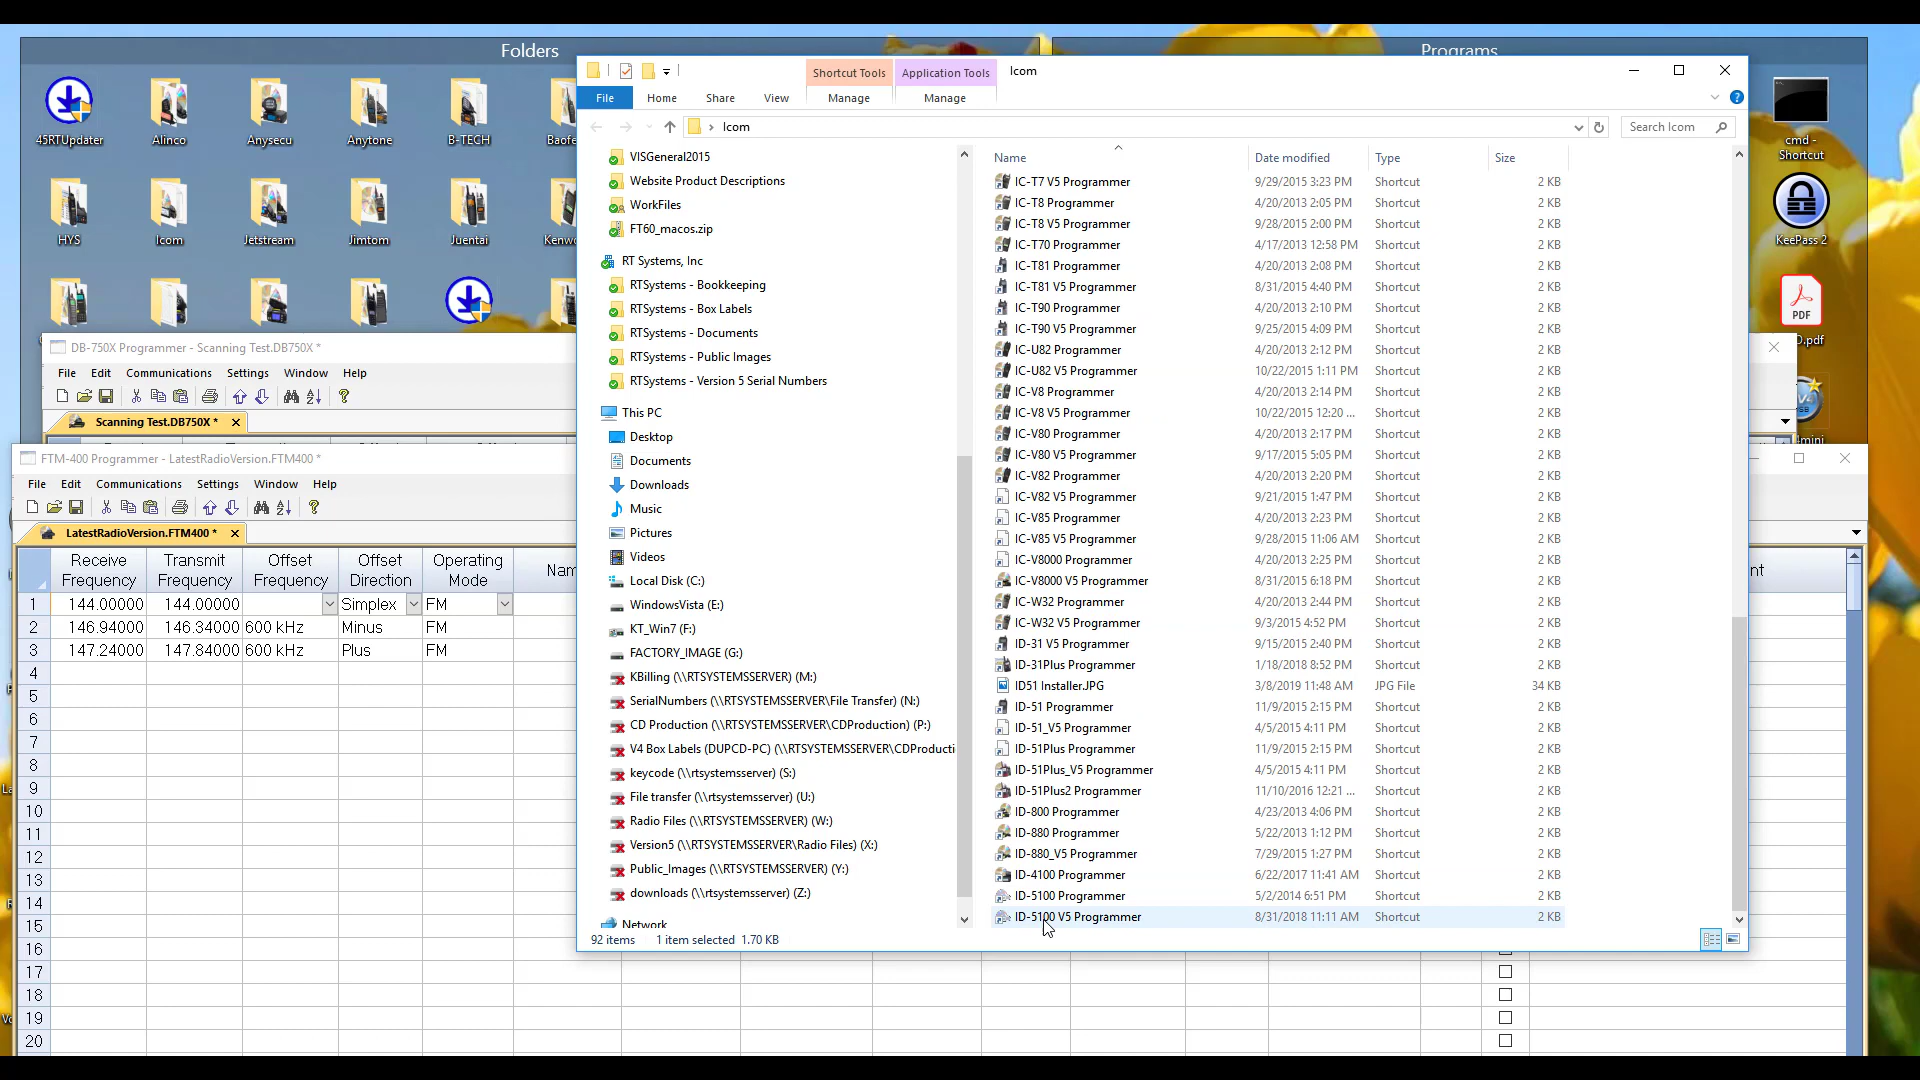 Folders
Programs
45RTUpdater
Alinco
Anysecu
Anytone
B-TECH
HYS
Icom
Jetstream
Jimtom
Juentai
cmd -
Shortcut
KeePass 2
PDF
DB-750X Programmer - Scanning Test.DB750X *
File Edit Communications Settings Window Help
Scanning Test.DB750X *
FTM-400 Programmer - LatestRadioVersion.FTM400 *
File Edit Communications Settings Window Help
LatestRadioVersion.FTM400 *
Receive Frequency
Transmit Frequency
Offset Frequency
Offset Direction
Operating Mode
1 144.00000 144.00000 Simplex FM
2 146.94000 146.34000 600 kHz Minus FM
3 147.24000 147.84000 600 kHz Plus FM
4
5
6
7
8
9
10
11
12
13
14
15
16
17
18
19
20
Shortcut Tools Application Tools Icom
File Home Share View Manage Manage
Icom
Search Icom
VISGeneral2015
Website Product Descriptions
WorkFiles
FT60_macos.zip
RT Systems, Inc
RTSystems - Bookkeeping
RTSystems - Box Labels
RTSystems - Documents
RTSystems - Public Images
RTSystems - Version 5 Serial Numbers
This PC
Desktop
Documents
Downloads
Music
Pictures
Videos
Local Disk (C:)
WindowsVista (E:)
KT_Win7 (F:)
FACTORY_IMAGE (G:)
KBilling (\\RTSYSTEMSSERVER) (M:)
SerialNumbers (\\RTSYSTEMSSERVER\File Transfer) (N:)
CD Production (\\RTSYSTEMSSERVER\CDProduction) (P:)
V4 Box Labels (DUPCD-PC) (\\RTSYSTEMSSERVER\CDProducti
keycode (\\rtsystemsserver) (S:)
File transfer (\\rtsystemsserver) (U:)
Radio Files (\\RTSYSTEMSSERVER) (W:)
Version5 (\\RTSYSTEMSSERVER\Radio Files) (X:)
Public_Images (\\RTSYSTEMSSERVER) (Y:)
downloads (\\rtsystemsserver) (Z:)
Network
Name Date modified Type Size
IC-T7 V5 Programmer 9/29/2015 3:23 PM Shortcut 2 KB
IC-T8 Programmer 4/20/2013 2:05 PM Shortcut 2 KB
IC-T8 V5 Programmer 9/28/2015 2:00 PM Shortcut 2 KB
IC-T70 Programmer 4/17/2013 12:58 PM Shortcut 2 KB
IC-T81 Programmer 4/20/2013 2:08 PM Shortcut 2 KB
IC-T81 V5 Programmer 8/31/2015 4:40 PM Shortcut 2 KB
IC-T90 Programmer 4/20/2013 2:10 PM Shortcut 2 KB
IC-T90 V5 Programmer 9/25/2015 4:09 PM Shortcut 2 KB
IC-U82 Programmer 4/20/2013 2:12 PM Shortcut 2 KB
IC-U82 V5 Programmer 10/22/2015 1:11 PM Shortcut 2 KB
IC-V8 Programmer 4/20/2013 2:14 PM Shortcut 2 KB
IC-V8 V5 Programmer 10/22/2015 12:20 ... Shortcut 2 KB
IC-V80 Programmer 4/20/2013 2:17 PM Shortcut 2 KB
IC-V80 V5 Programmer 9/17/2015 5:05 PM Shortcut 2 KB
IC-V82 Programmer 4/20/2013 2:20 PM Shortcut 2 KB
IC-V82 V5 Programmer 9/21/2015 1:47 PM Shortcut 2 KB
IC-V85 Programmer 4/20/2013 2:23 PM Shortcut 2 KB
IC-V85 V5 Programmer 9/28/2015 11:06 AM Shortcut 2 KB
IC-V8000 Programmer 4/20/2013 2:25 PM Shortcut 2 KB
IC-V8000 V5 Programmer 8/31/2015 6:18 PM Shortcut 2 KB
IC-W32 Programmer 4/20/2013 2:44 PM Shortcut 2 KB
IC-W32 V5 Programmer 9/3/2015 4:52 PM Shortcut 2 KB
ID-31 V5 Programmer 9/15/2015 2:40 PM Shortcut 2 KB
ID-31Plus Programmer 1/18/2018 8:52 PM Shortcut 2 KB
ID51 Installer.JPG 3/8/2019 11:48 AM JPG File 34 KB
ID-51 Programmer 11/9/2015 2:15 PM Shortcut 2 KB
ID-51_V5 Programmer 4/5/2015 4:11 PM Shortcut 2 KB
ID-51Plus Programmer 11/9/2015 2:15 PM Shortcut 2 KB
ID-51Plus_V5 Programmer 4/5/2015 4:11 PM Shortcut 2 KB
ID-51Plus2 Programmer 11/10/2016 12:21 ... Shortcut 2 KB
ID-800 Programmer 4/23/2013 4:06 PM Shortcut 2 KB
ID-880 Programmer 5/22/2013 1:12 PM Shortcut 2 KB
ID-880_V5 Programmer 7/29/2015 1:27 PM Shortcut 2 KB
ID-4100 Programmer 6/22/2017 11:41 AM Shortcut 2 KB
ID-5100 Programmer 5/2/2014 6:51 PM Shortcut 2 KB
ID-5100 V5 Programmer 8/31/2018 11:11 AM Shortcut 2 KB
92 items 1 item selected 1.70 KB